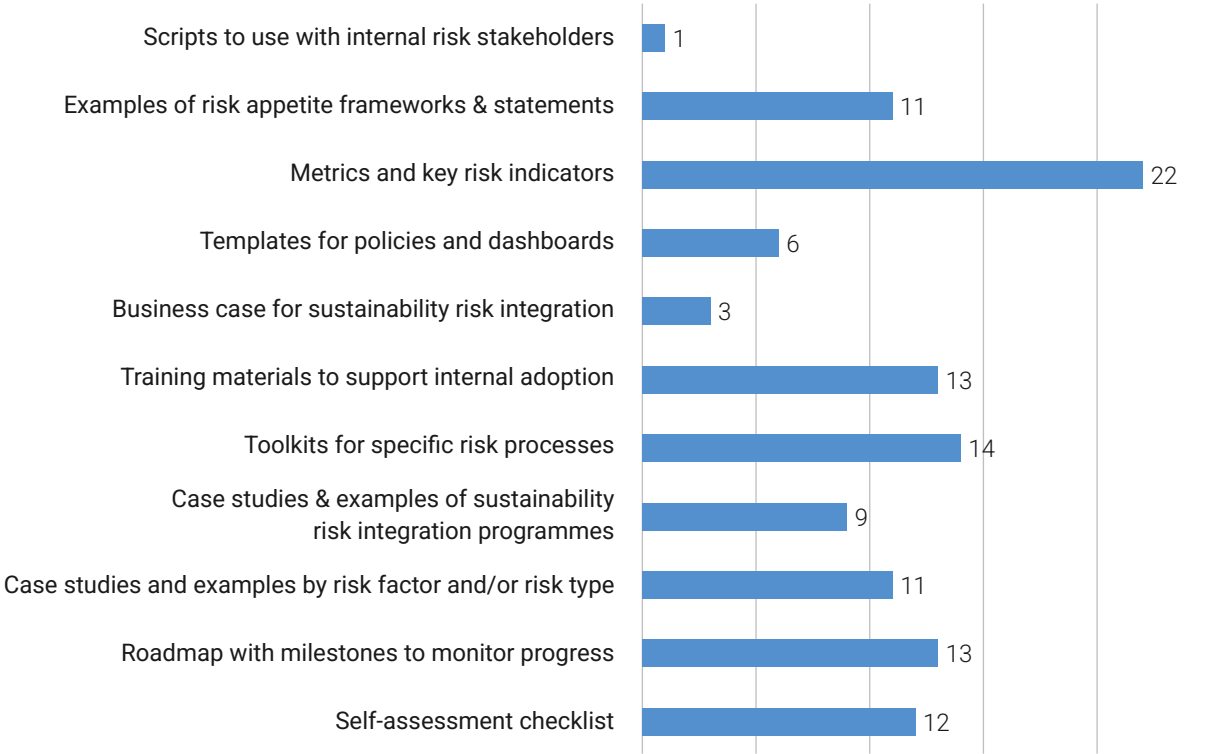 Scripts to use with internal risk stakeholders 1
Examples of risk appetite frameworks & statements 11
Metrics and key risk indicators 22
Templates for policies and dashboards 6
Business case for sustainability risk integration 3
Training materials to support internal adoption 13
Toolkits for specific risk processes 14
Case studies & examples of sustainability
risk integration programmes 9
Case studies and examples by risk factor and/or risk type 11
Roadmap with milestones to monitor progress 13
Self-assessment checklist 12